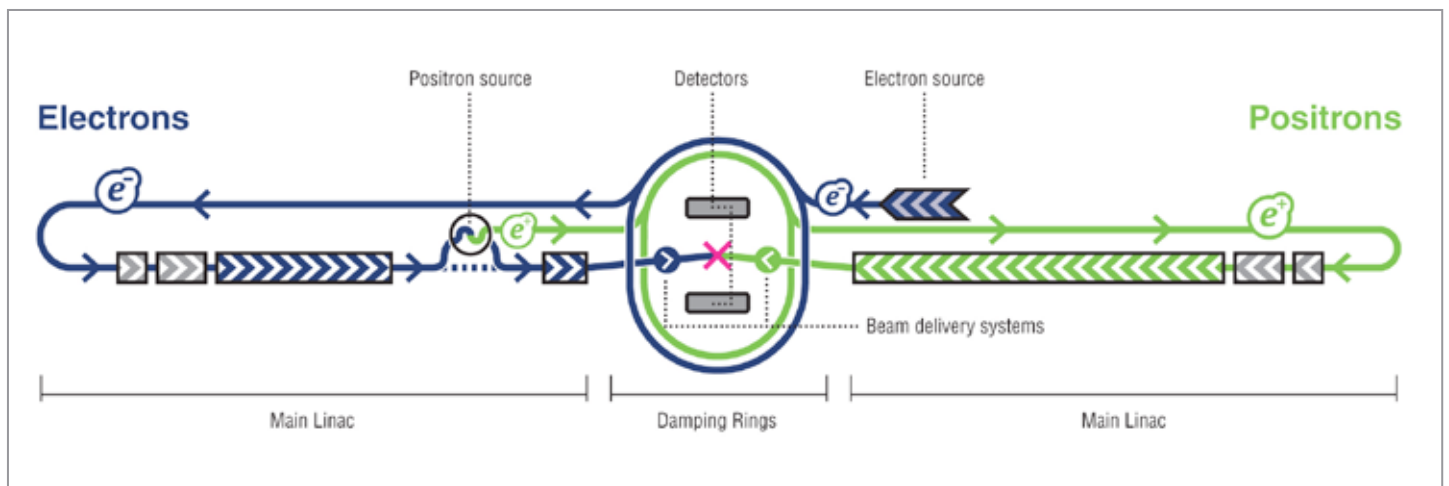 Positron source
Detectors
Electron source
Electrons
Positrons
e⁻
e⁻
e⁺
e⁺
Beam delivery systems
Main Linac
Damping Rings
Main Linac